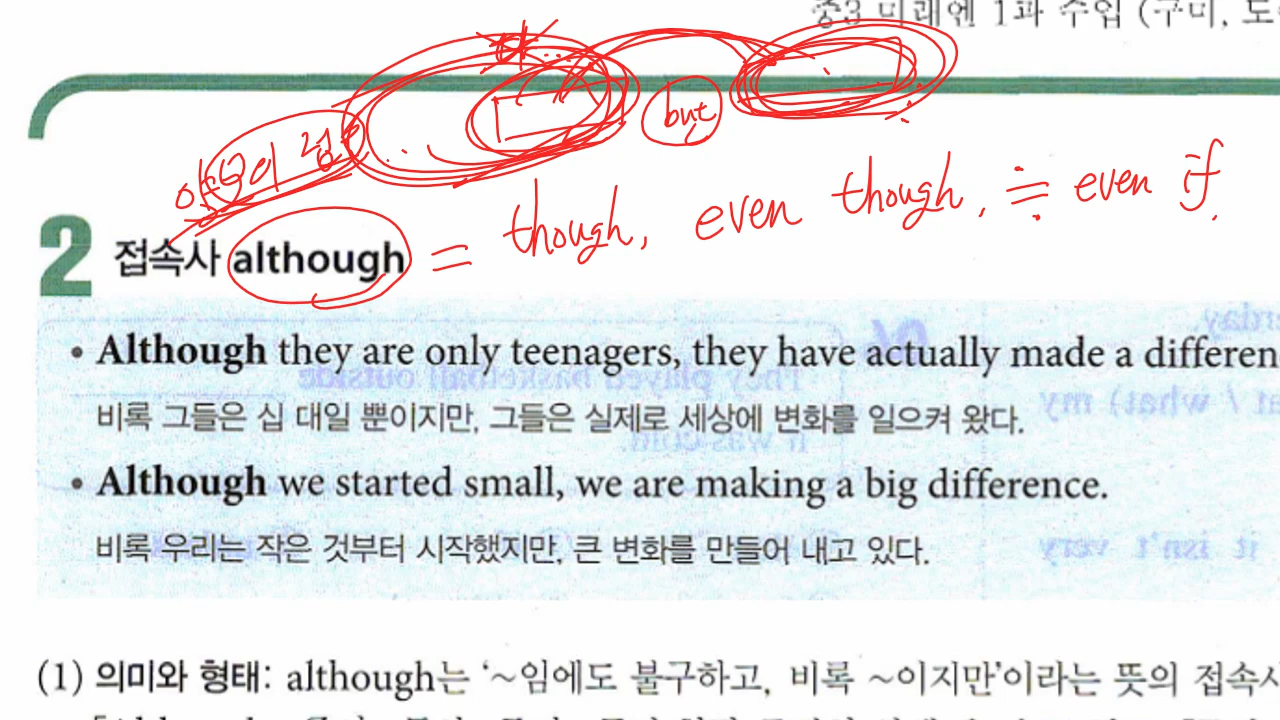 중3 미래엔 1과 수업 (구미, 도
but
2 접속사 although = though, even though, ≒ even if
• Although they are only teenagers, they have actually made a differen
비록 그들은 십 대일 뿐이지만, 그들은 실제로 세상에 변화를 일으켜 왔다.
• Although we started small, we are making a big difference.
비록 우리는 작은 것부터 시작했지만, 큰 변화를 만들어 내고 있다.
(1) 의미와 형태: although는 ‘~임에도 불구하고, 비록 ~이지만’이라는 뜻의 접속사